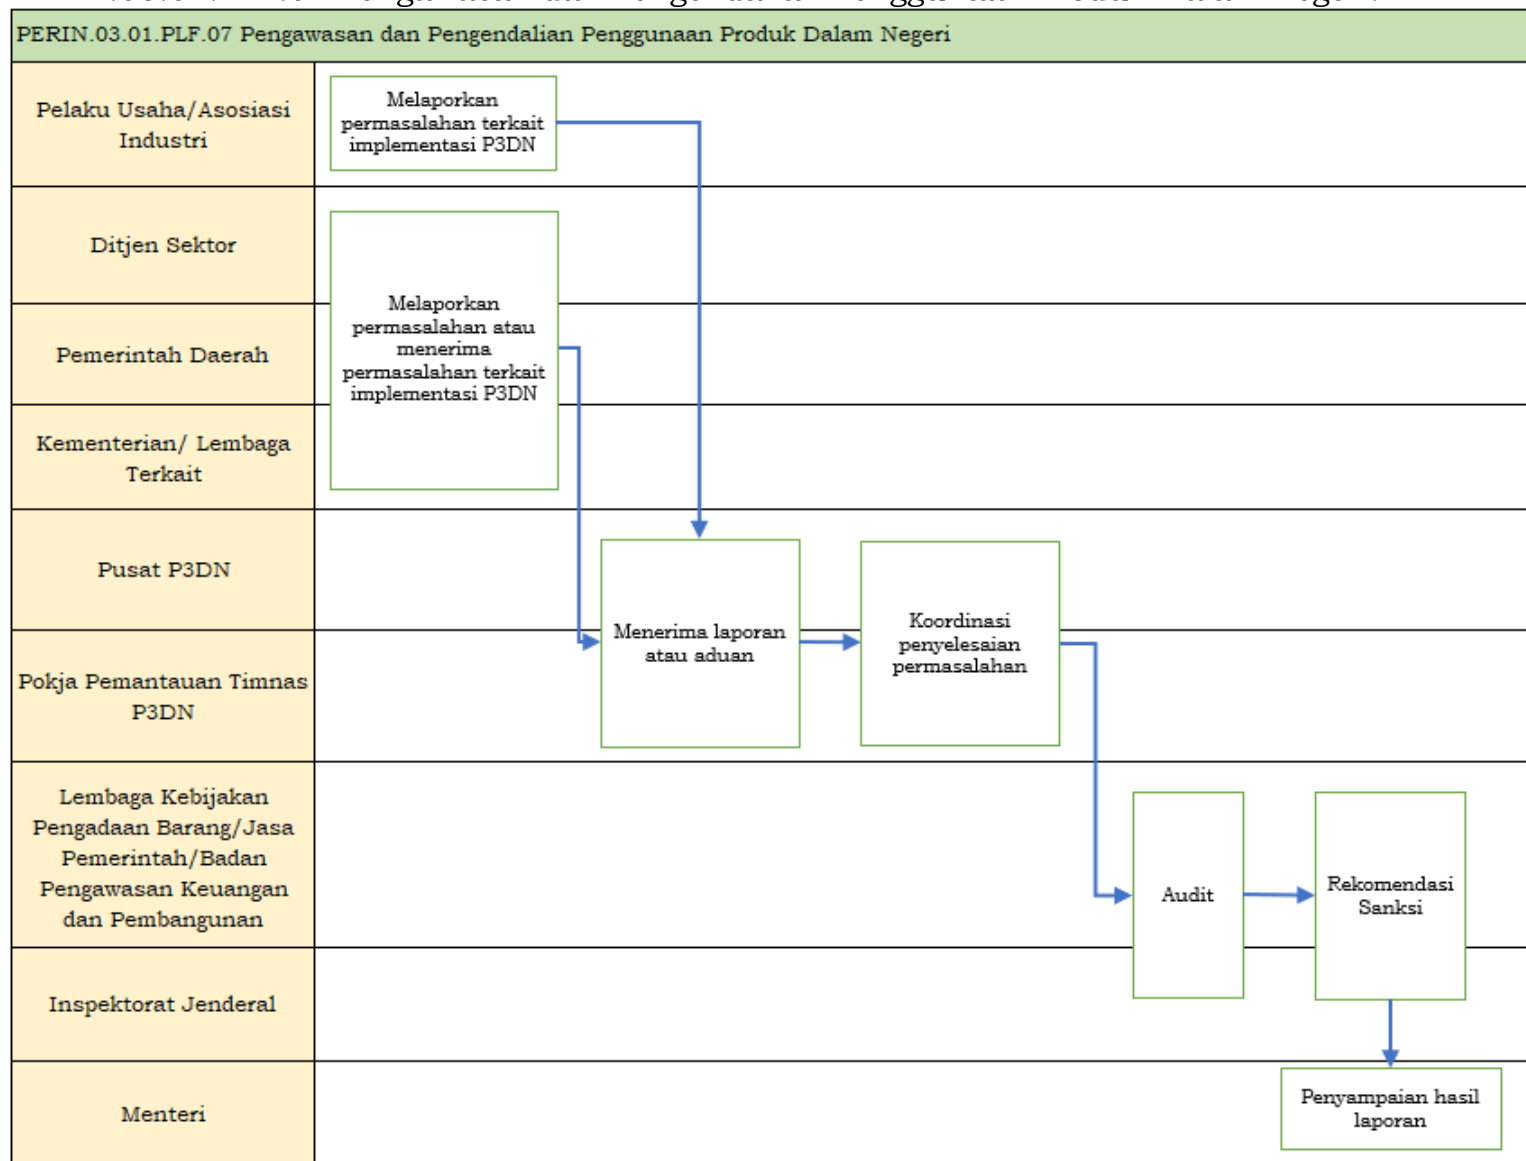 PERIN.03.01.PLF.07 Pengawasan dan Pengendalian Penggunaan Produk Dalam Negeri
Pelaku Usaha/Asosiasi
Industri
Melaporkan
permasalahan terkait
implementasi P3DN
Ditjen Sektor
Pemerintah Daerah
Kementerian/ Lembaga
Terkait
Melaporkan
permasalahan atau
menerima
permasalahan terkait
implementasi P3DN
Pusat P3DN
Pokja Pemantauan Timnas
P3DN
Menerima laporan
atau aduan
Koordinasi
penyelesaian
permasalahan
Lembaga Kebijakan
Pengadaan Barang/Jasa
Pemerintah/Badan
Pengawasan Keuangan
dan Pembangunan
Inspektorat Jenderal
Audit
Rekomendasi
Sanksi
Menteri
Penyampaian hasil
laporan